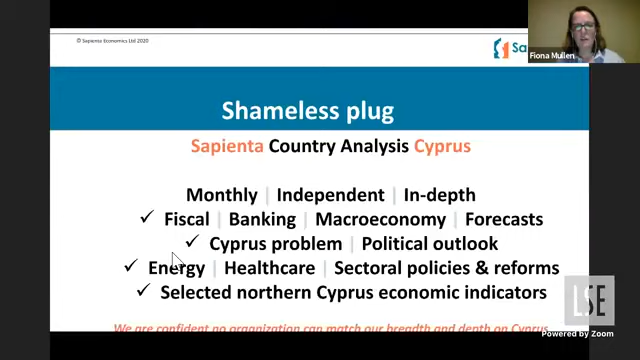 © Sapienta Economics Ltd 2020
Sa
Fiona Mullen
Shameless plug
Sapienta Country Analysis Cyprus
Monthly | Independent | In-depth
✓ Fiscal | Banking | Macroeconomy | Forecasts
✓ Cyprus problem | Political outlook
✓ Energy | Healthcare | Sectoral policies & reforms
✓ Selected northern Cyprus economic indicators
We are confident no organization can match our breadth and depth on Cyprus
LSE
Powered by Zoom